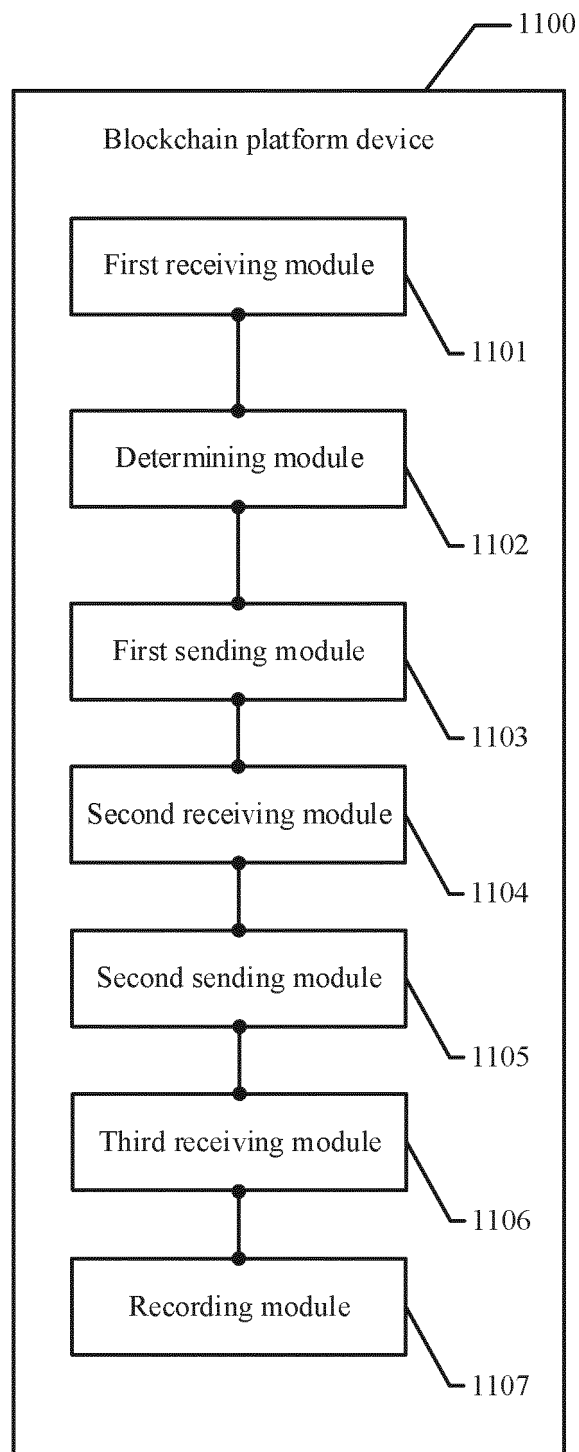 1100
Blockchain platform device
First receiving module
1101
Determining module
1102
First sending module
1103
Second receiving module
1104
Second sending module
1105
Third receiving module
1106
Recording module
1107